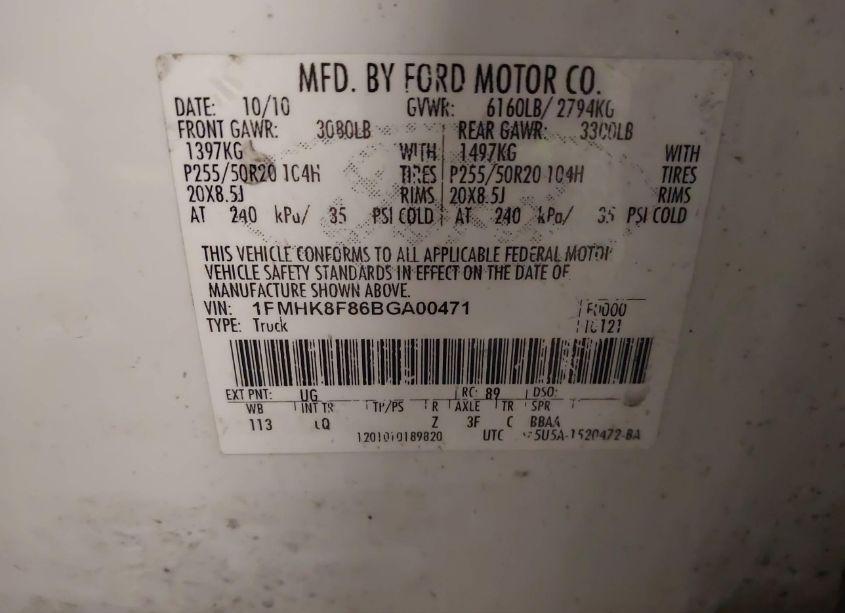 MFD. BY FORD MOTOR CO.
DATE: 10/10 GVWR: 6160LB/ 2794KG
FRONT GAWR: 3080LB REAR GAWR: 3300LB
1397KG WITH 1497KG WITH
P255/50R20 104H TIRES P255/50R20 104H TIRES
20X8.5J RIMS 20X8.5J RIMS
AT 240 kPa/ 35 PSI COLD AT 240 kPa/ 35 PSI COLD
THIS VEHICLE CONFORMS TO ALL APPLICABLE FEDERAL MOTOR
VEHICLE SAFETY STANDARDS IN EFFECT ON THE DATE OF
MANUFACTURE SHOWN ABOVE.
VIN: 1FMHK8F86BGA00471 F0000
TYPE: Truck
EXT PNT: UG RC: 89 DSO:
WB INT TR TP/PS R AXLE TR SPR
113 Z 3F C BBAA
UTC